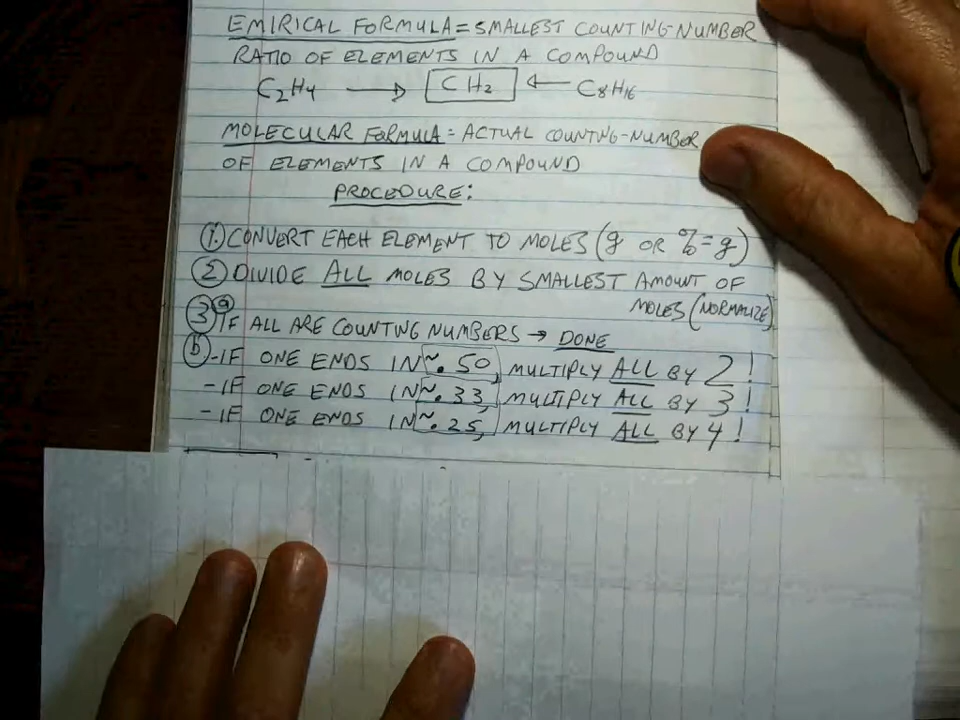 EMIRICAL FORMULA = SMALLEST COUNTING-NUMBER
RATIO OF ELEMENTS IN A COMPOUND
C₂H₄ → CH₂ ← C₈H₁₆
MOLECULAR FORMULA = ACTUAL COUNTNG-NUMBER
OF ELEMENTS IN A COMPOUND
PROCEDURE:
1. CONVERT EACH ELEMENT TO MOLES (g OR %=g)
2 DIVIDE ALL MOLES BY SMALLEST AMOUNT OF
MOLES (NORMALIZE)
3 a IF ALL ARE COUNTING NUMBERS → DONE
b -IF ONE ENDS IN ~.50, MULTIPLY ALL BY 2!
-IF ONE ENDS IN ~.33, MULTIPLY ALL BY 3!
-IF ONE ENDS IN ~.25, MULTIPLY ALL BY 4!